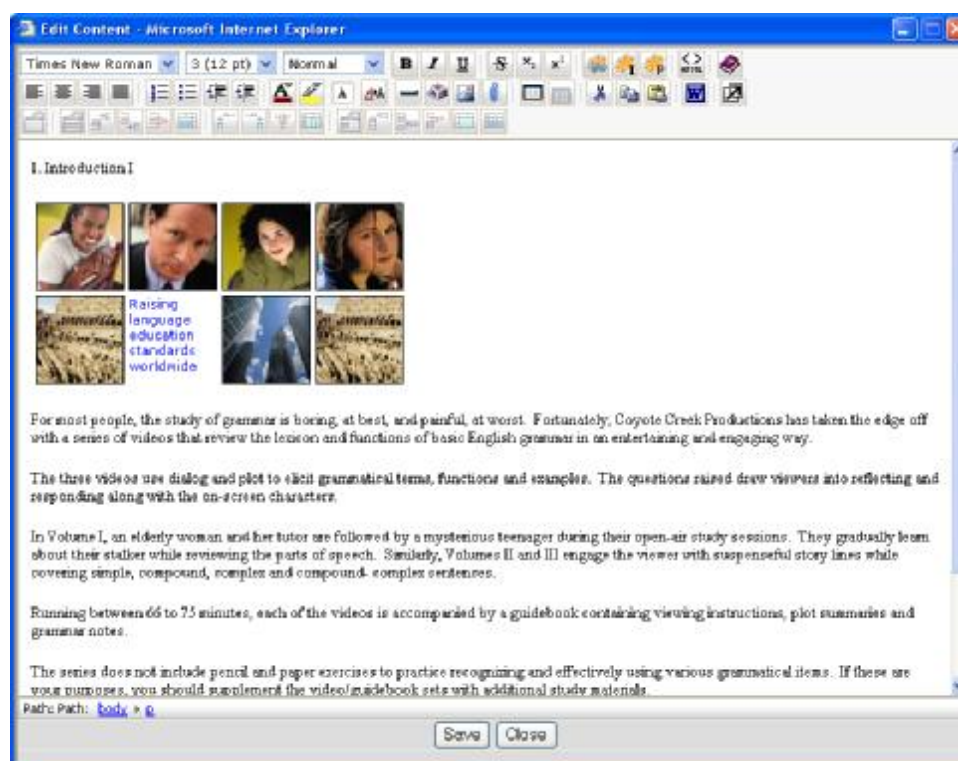 Edit Content - Microsoft Internet Explorer
Times New Roman 3 (12 pt) Normal B I U S x₂ x² HTML
A A W
I. Introduction I
Raising
language
education
standards
worldwide
For most people, the study of grammar is boring, at best, and painful, at worst. Fortunately, Coyote Creek Productions has taken the edge off
with a series of videos that review the lexicon and functions of basic English grammar in an entertaining and engaging way.
The three videos use dialog and plot to elicit grammatical terms, functions and examples. The questions raised draw viewers into reflecting and
responding along with the on-screen characters.
In Volume I, an elderly woman and her tutor are followed by a mysterious teenager during their open-air study sessions. They gradually learn
about their stalker while reviewing the parts of speech. Similarly, Volumes II and III engage the viewer with suspenseful story lines while
covering simple, compound, complex and compound- complex sentences.
Running between 66 to 75 minutes, each of the videos is accompanied by a guidebook containing viewing instructions, plot summaries and
grammar notes.
The series does not include pencil and paper exercises to practice recognizing and effectively using various grammatical items. If these are
your purposes, you should supplement the video/guidebook sets with additional study materials.
Path: Path: body » p
Save Close